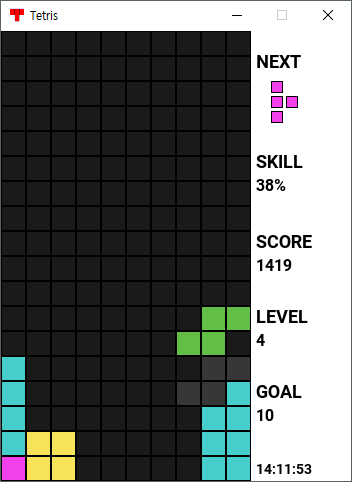 Tetris
NEXT
SKILL
38%
SCORE
1419
LEVEL
4
GOAL
10
14:11:53